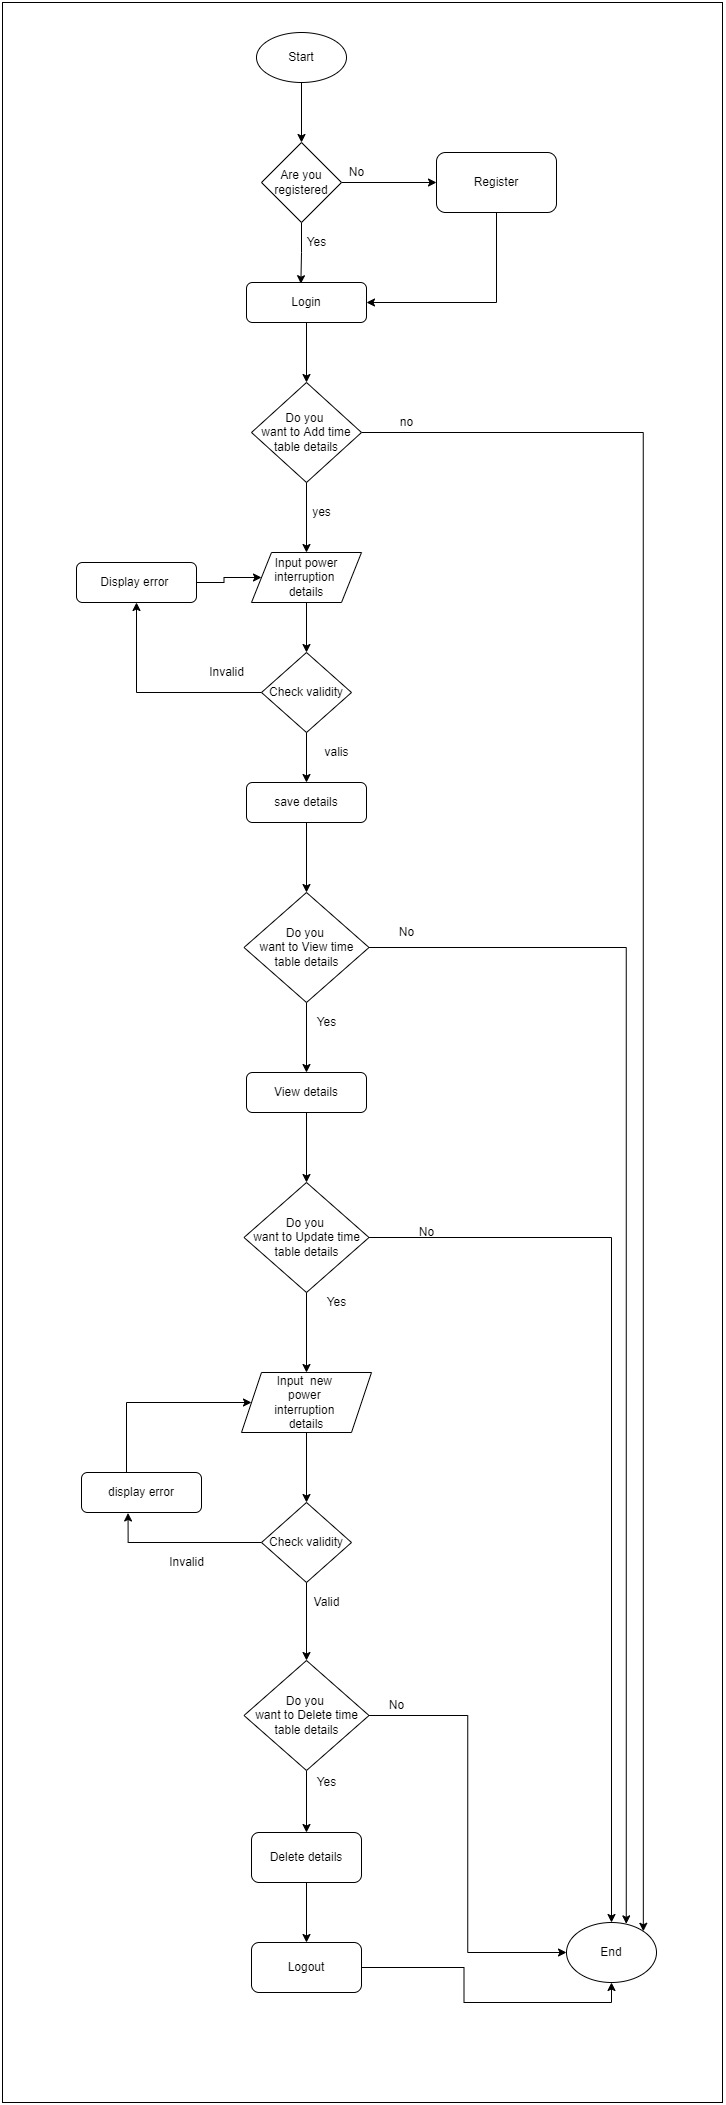 Start
Are you
registered
No
Register
Yes
Login
Do you
want to Add time
table details
no
yes
Input power
interruption
details
Display error
Invalid
Check validity
valis
save details
Do you
want to View time
table details
No
Yes
View details
Do you
want to Update time
table details
No
Yes
Input new
power
interruption
details
display error
Check validity
Invalid
Valid
Do you
want to Delete time
table details
No
Yes
Delete details
Logout
End